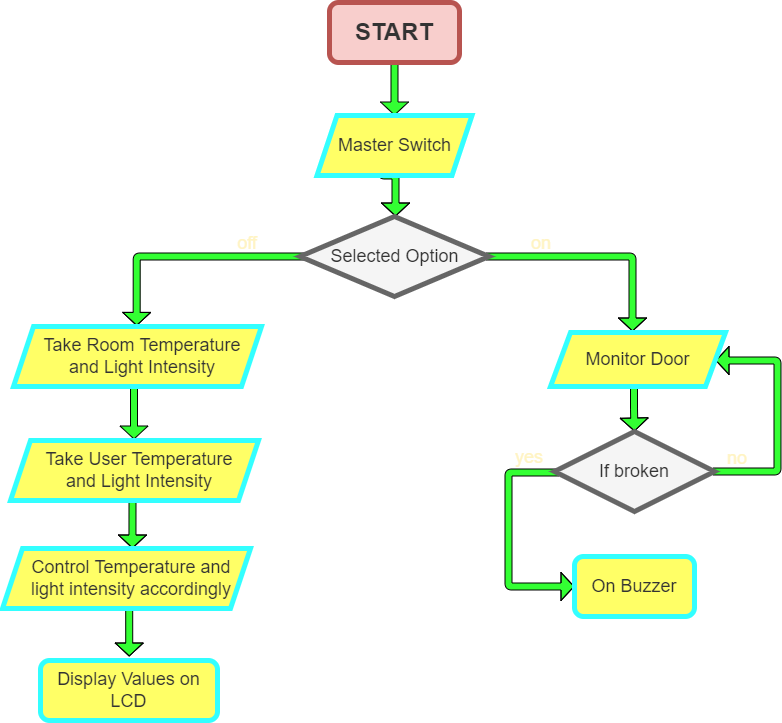 START
Master Switch
Selected Option
off
on
Take Room Temperature
and Light Intensity
Take User Temperature
and Light Intensity
Control Temperature and
light intensity accordingly
Display Values on
LCD
Monitor Door
If broken
yes
no
On Buzzer